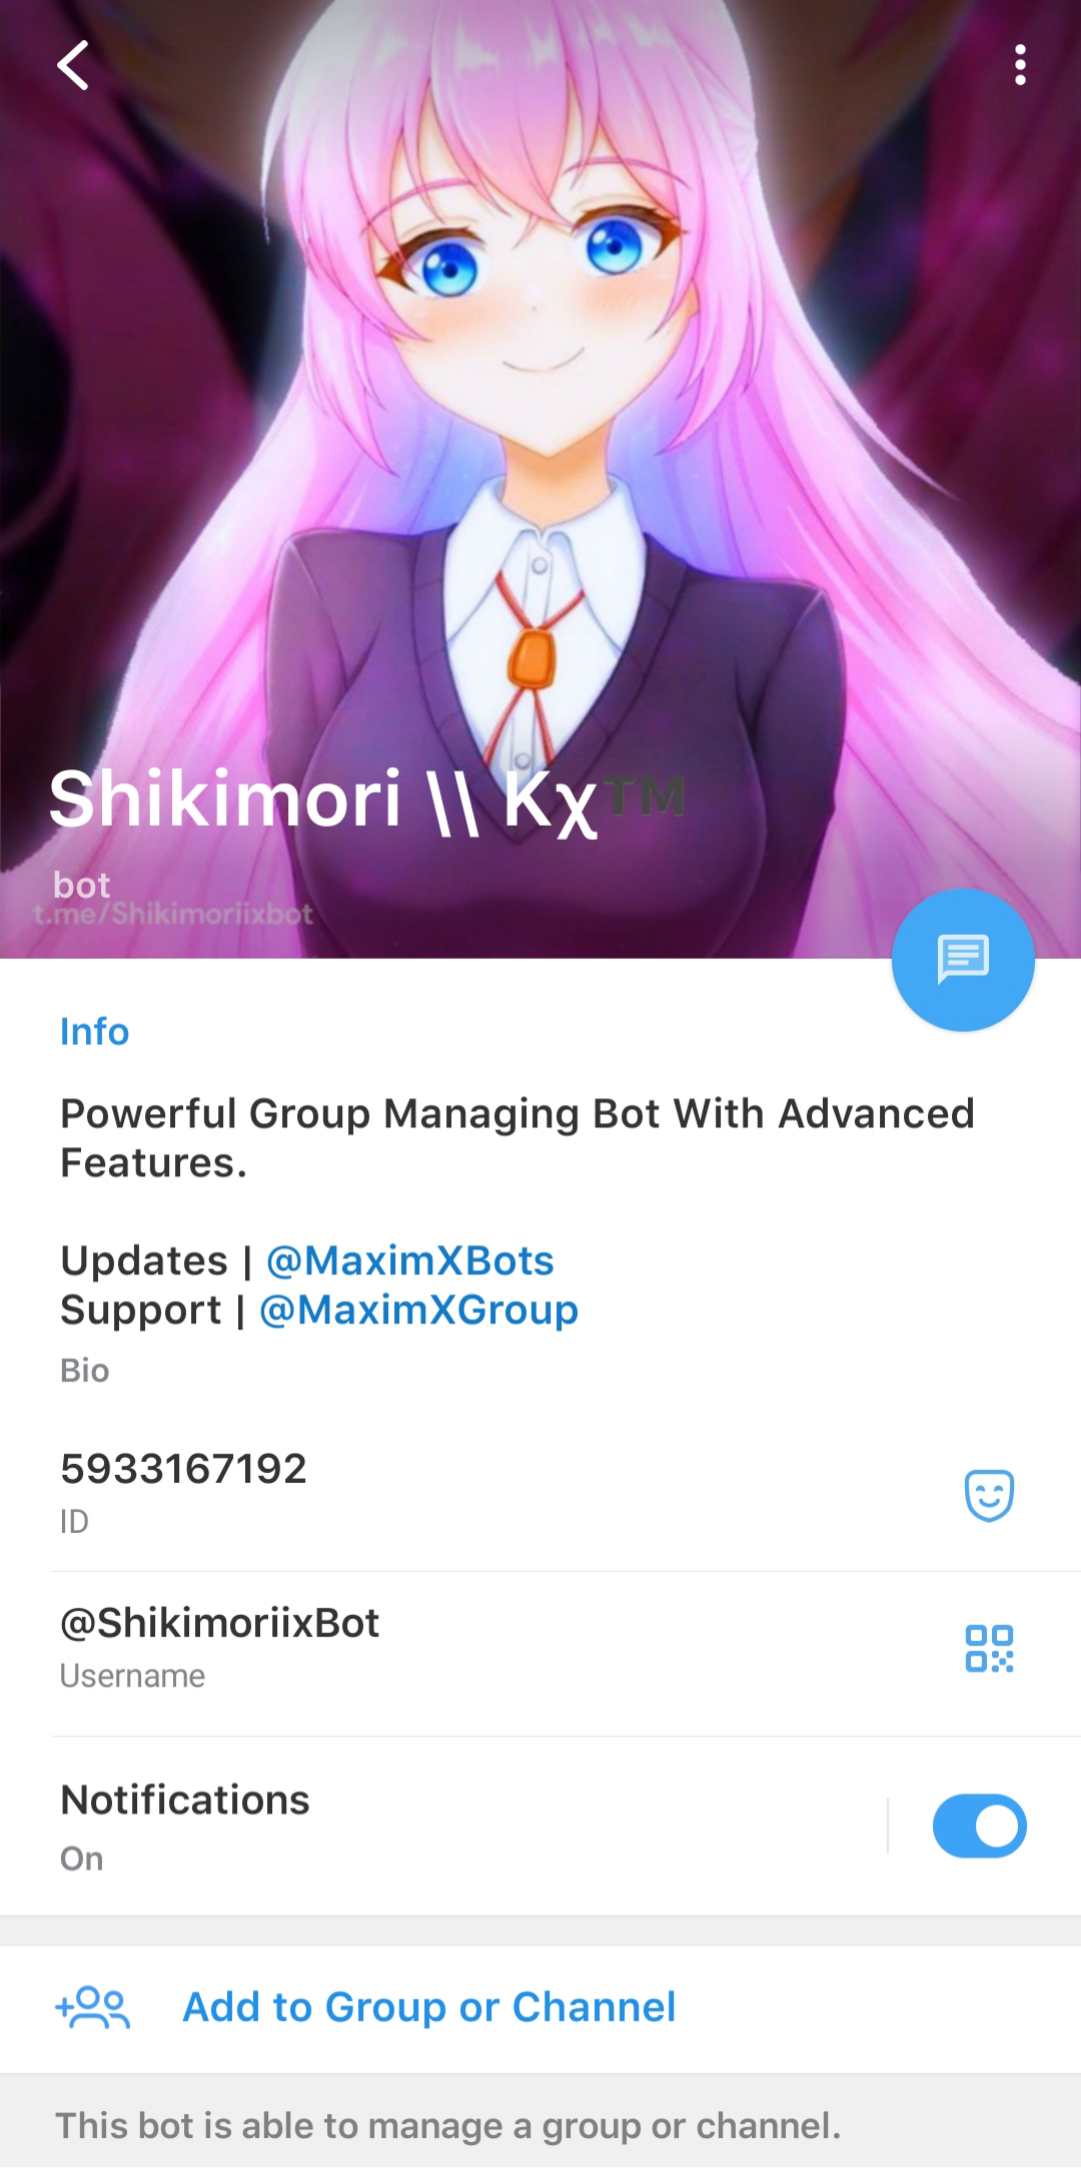 Shikimori \\ Kχ™
bot
t.me/Shikimoriixbot
Info
Powerful Group Managing Bot With Advanced
Features.
Updates | @MaximXBots
Support | @MaximXGroup
Bio
5933167192
ID
@ShikimoriixBot
Username
Notifications
On
Add to Group or Channel
This bot is able to manage a group or channel.